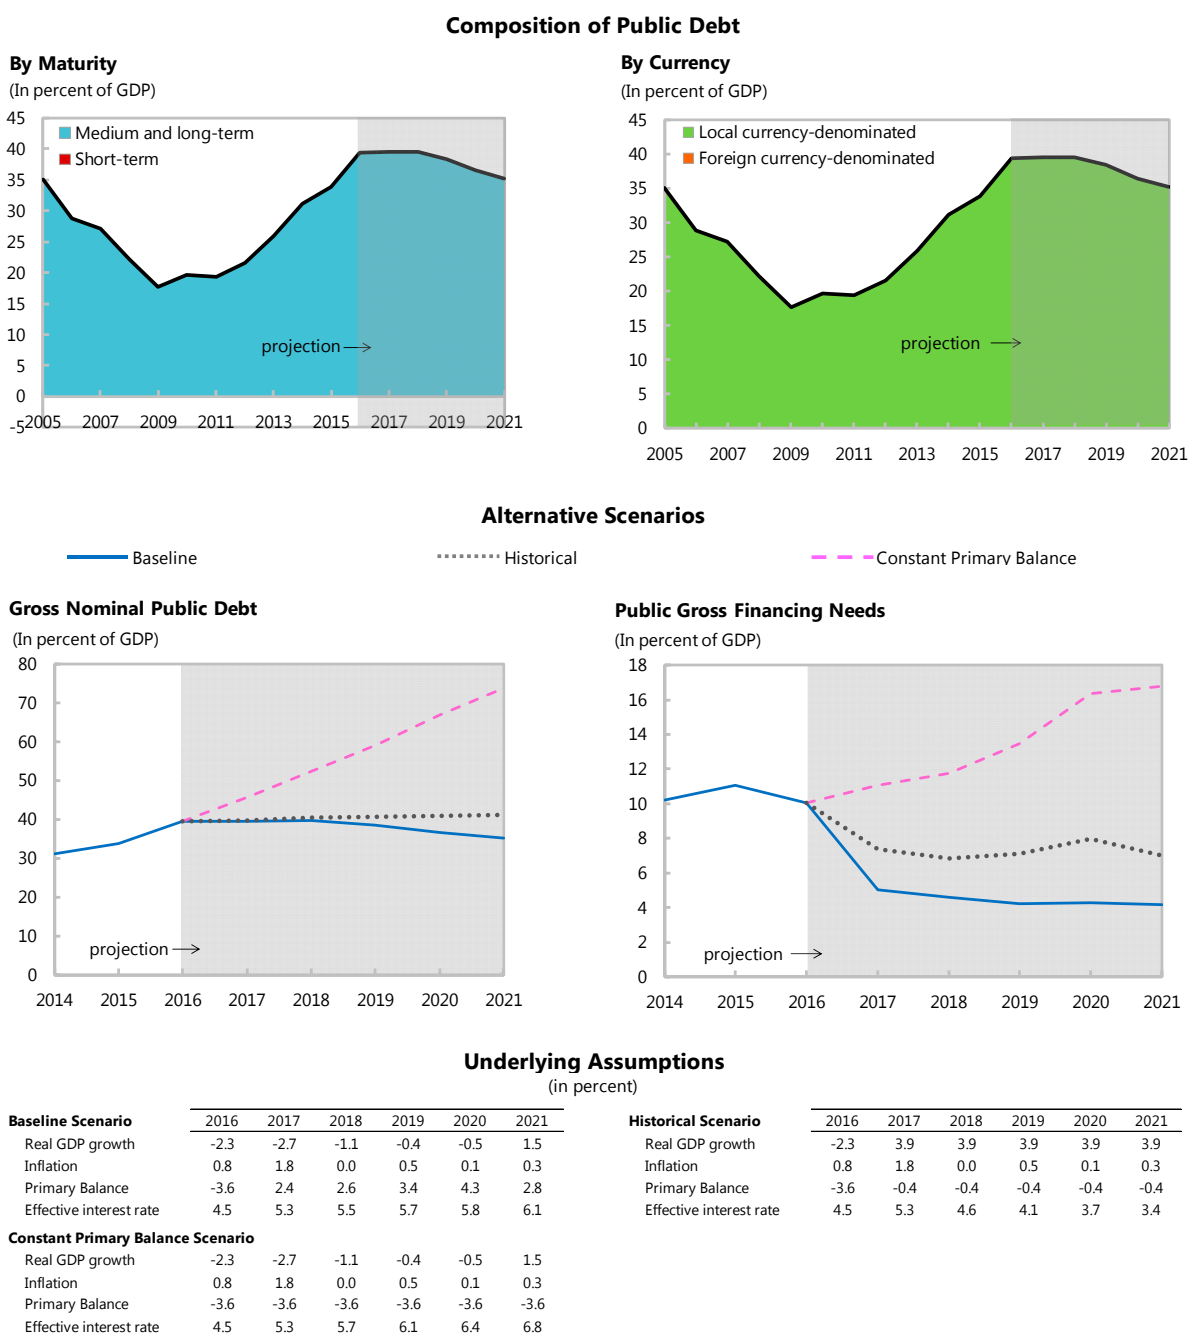 Composition of Public Debt
By Maturity
(In percent of GDP)
45
40
35
30
25
20
15
10
5
0
-5
Medium and long-term
Short-term
projection
2005 2007 2009 2011 2013 2015 2017 2019 2021
By Currency
(In percent of GDP)
45
40
35
30
25
20
15
10
5
0
Local currency-denominated
Foreign currency-denominated
projection
2005 2007 2009 2011 2013 2015 2017 2019 2021
Alternative Scenarios
Baseline Historical Constant Primary Balance
Gross Nominal Public Debt
(In percent of GDP)
80
70
60
50
40
30
20
10
0
projection
2014 2015 2016 2017 2018 2019 2020 2021
Public Gross Financing Needs
(In percent of GDP)
18
16
14
12
10
8
6
4
2
0
projection
2014 2015 2016 2017 2018 2019 2020 2021
Underlying Assumptions
(in percent)
Baseline Scenario 2016 2017 2018 2019 2020 2021
Real GDP growth -2.3 -2.7 -1.1 -0.4 -0.5 1.5
Inflation 0.8 1.8 0.0 0.5 0.1 0.3
Primary Balance -3.6 2.4 2.6 3.4 4.3 2.8
Effective interest rate 4.5 5.3 5.5 5.7 5.8 6.1
Constant Primary Balance Scenario
Real GDP growth -2.3 -2.7 -1.1 -0.4 -0.5 1.5
Inflation 0.8 1.8 0.0 0.5 0.1 0.3
Primary Balance -3.6 -3.6 -3.6 -3.6 -3.6 -3.6
Effective interest rate 4.5 5.3 5.7 6.1 6.4 6.8
Historical Scenario 2016 2017 2018 2019 2020 2021
Real GDP growth -2.3 3.9 3.9 3.9 3.9 3.9
Inflation 0.8 1.8 0.0 0.5 0.1 0.3
Primary Balance -3.6 -0.4 -0.4 -0.4 -0.4 -0.4
Effective interest rate 4.5 5.3 4.6 4.1 3.7 3.4